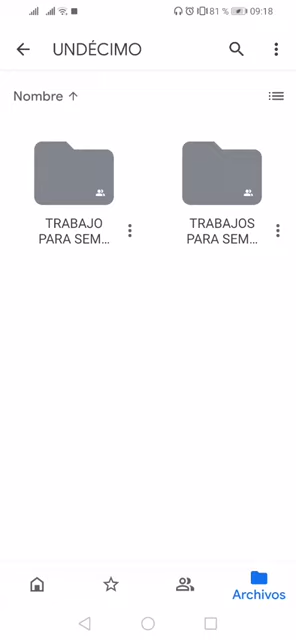 81 % 09:18
UNDÉCIMO
Nombre ↑
TRABAJO
PARA SEM...
TRABAJOS
PARA SEM...
Archivos